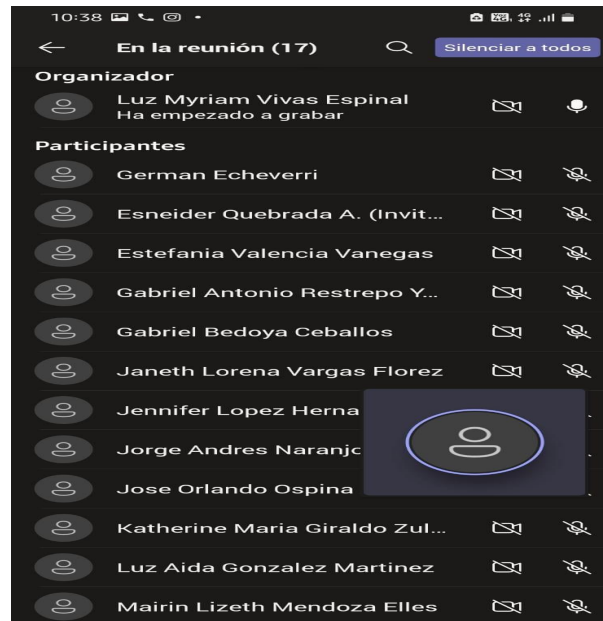 10:38
← En la reunión (17) Silenciar a todos
Organizador
Luz Myriam Vivas Espinal
Ha empezado a grabar
Participantes
German Echeverri
Esneider Quebrada A. (Invit...
Estefania Valencia Vanegas
Gabriel Antonio Restrepo Y...
Gabriel Bedoya Ceballos
Janeth Lorena Vargas Florez
Jennifer Lopez Herna
Jorge Andres Naranjo
Jose Orlando Ospina
Katherine Maria Giraldo Zul...
Luz Aida Gonzalez Martinez
Mairin Lizeth Mendoza Elles